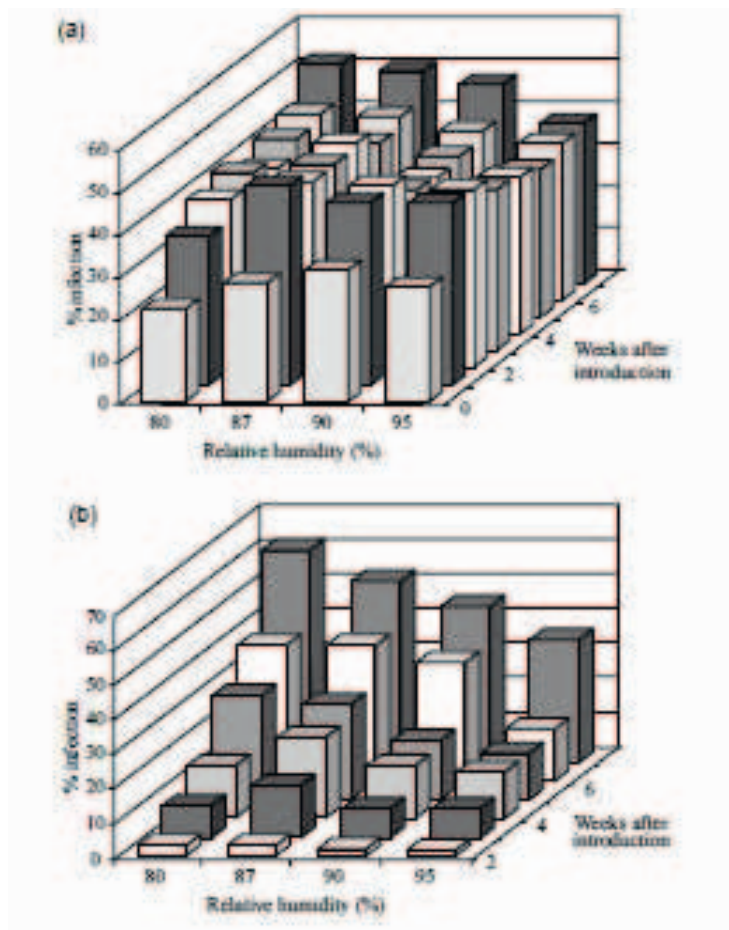 (a)
60
50
40
30
20
10
0
% infection
80 87 90 95
0
2
4
6
Weeks after
introduction
Relative humidity (%)
(b)
70
60
50
40
30
20
10
0
% infection
80 87 90 95
2
4
6
Weeks after
introduction
Relative humidity (%)